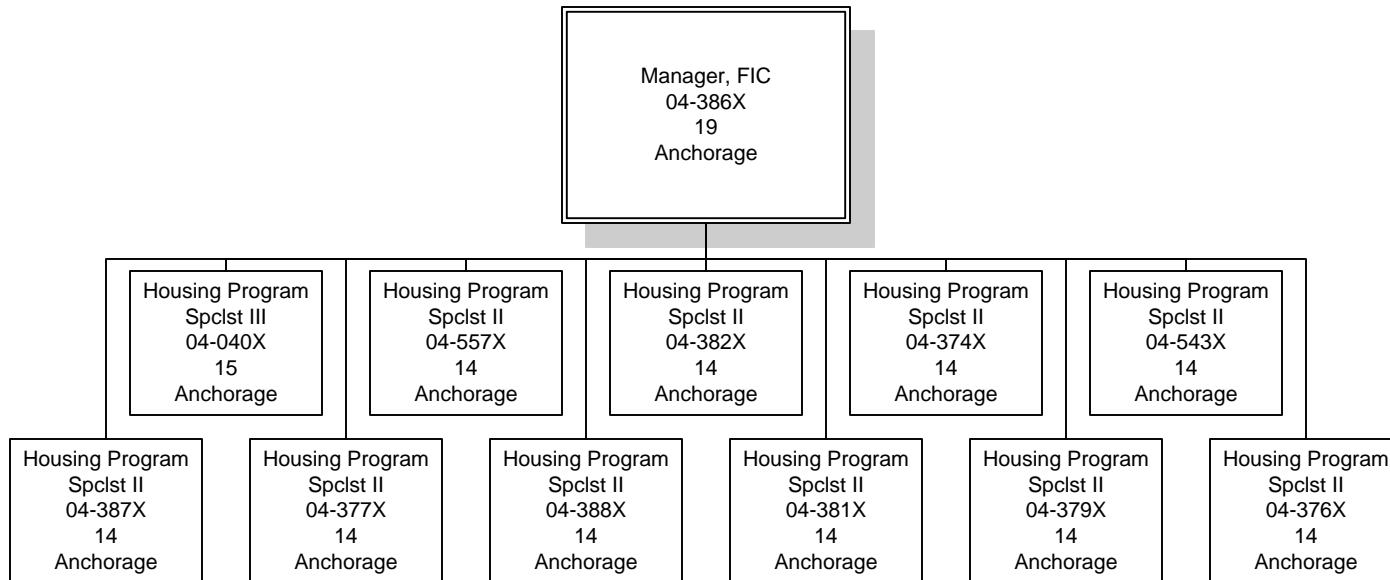 Manager, FIC
04-386X
19
Anchorage
Housing Program
Spclst III
04-040X
15
Anchorage
Housing Program
Spclst II
04-557X
14
Anchorage
Housing Program
Spclst II
04-382X
14
Anchorage
Housing Program
Spclst II
04-374X
14
Anchorage
Housing Program
Spclst II
04-543X
14
Anchorage
Housing Program
Spclst II
04-387X
14
Anchorage
Housing Program
Spclst II
04-377X
14
Anchorage
Housing Program
Spclst II
04-388X
14
Anchorage
Housing Program
Spclst II
04-381X
14
Anchorage
Housing Program
Spclst II
04-379X
14
Anchorage
Housing Program
Spclst II
04-376X
14
Anchorage